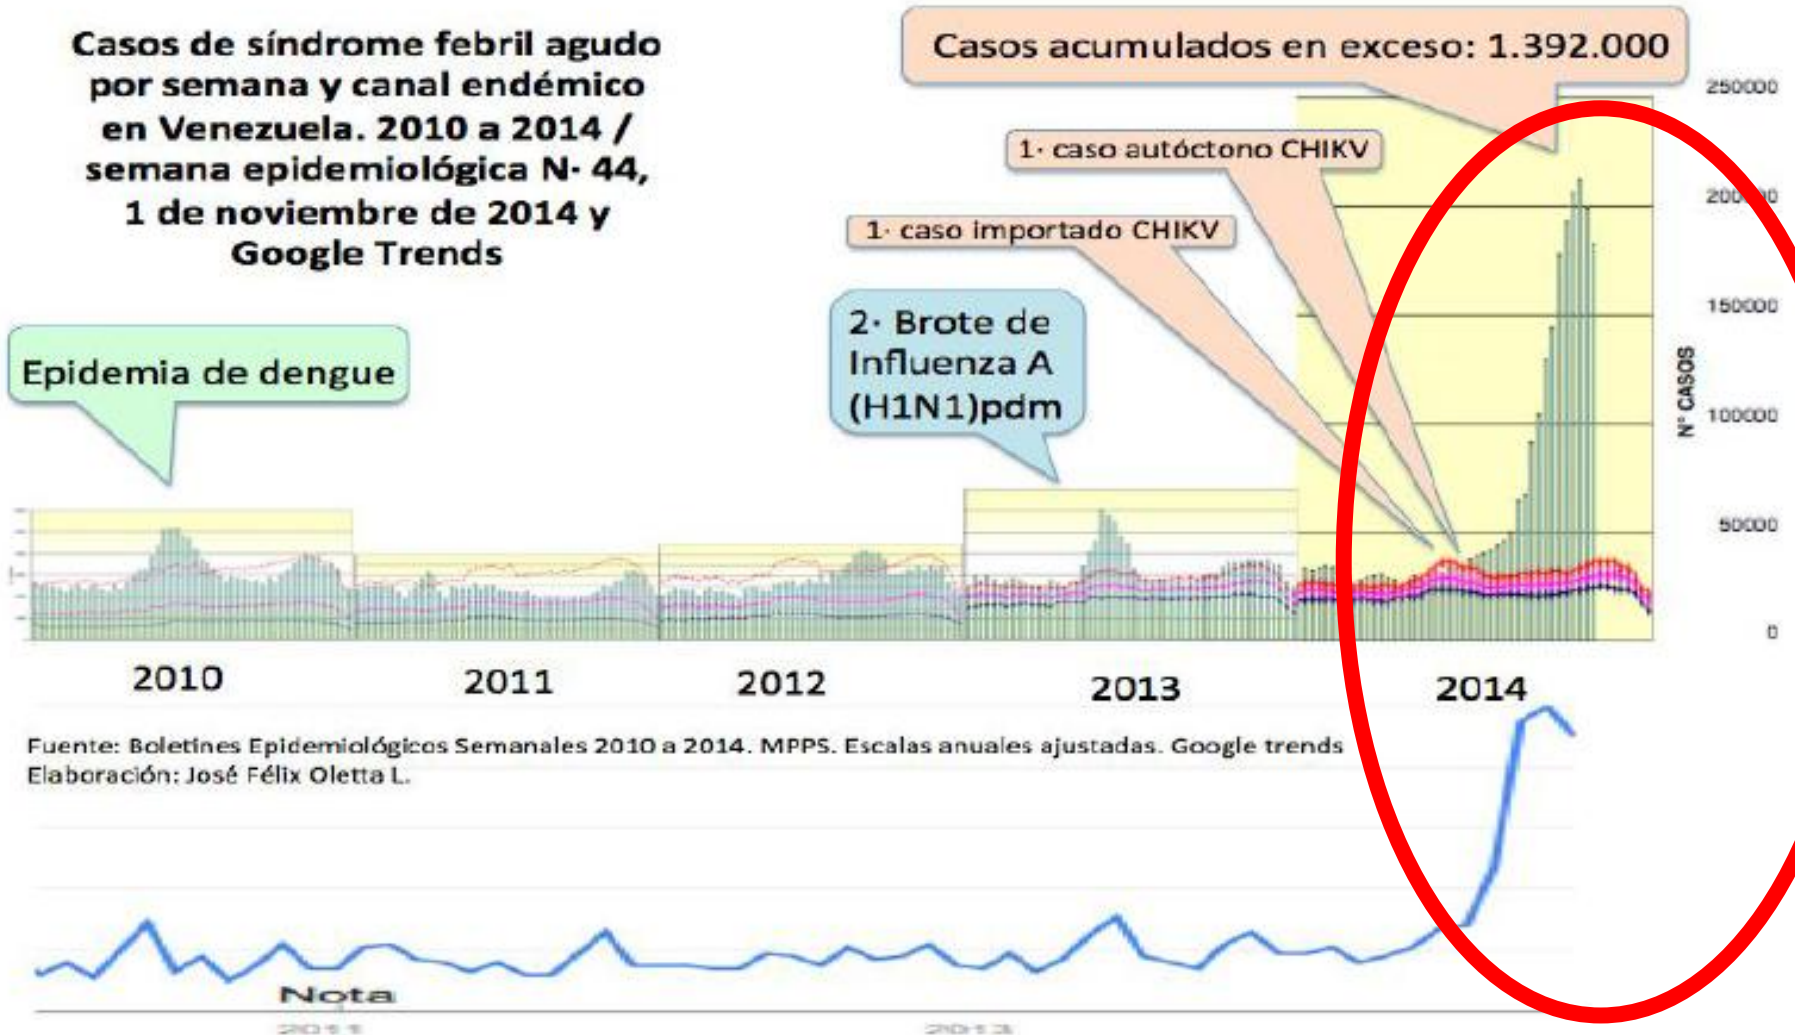 Casos de síndrome febril agudo
por semana y canal endémico
en Venezuela. 2010 a 2014 /
semana epidemiológica N· 44,
1 de noviembre de 2014 y
Google Trends
Casos acumulados en exceso: 1.392.000
1· caso autóctono CHIKV
1· caso importado CHIKV
2· Brote de
Influenza A
(H1N1)pdm
Epidemia de dengue
250000
200000
150000
100000
50000
0
N° CASOS
2010
2011
2012
2013
2014
Fuente: Boletines Epidemiológicos Semanales 2010 a 2014. MPPS. Escalas anuales ajustadas. Google trends
Elaboración: José Félix Oletta L.
Nota
2011
2013